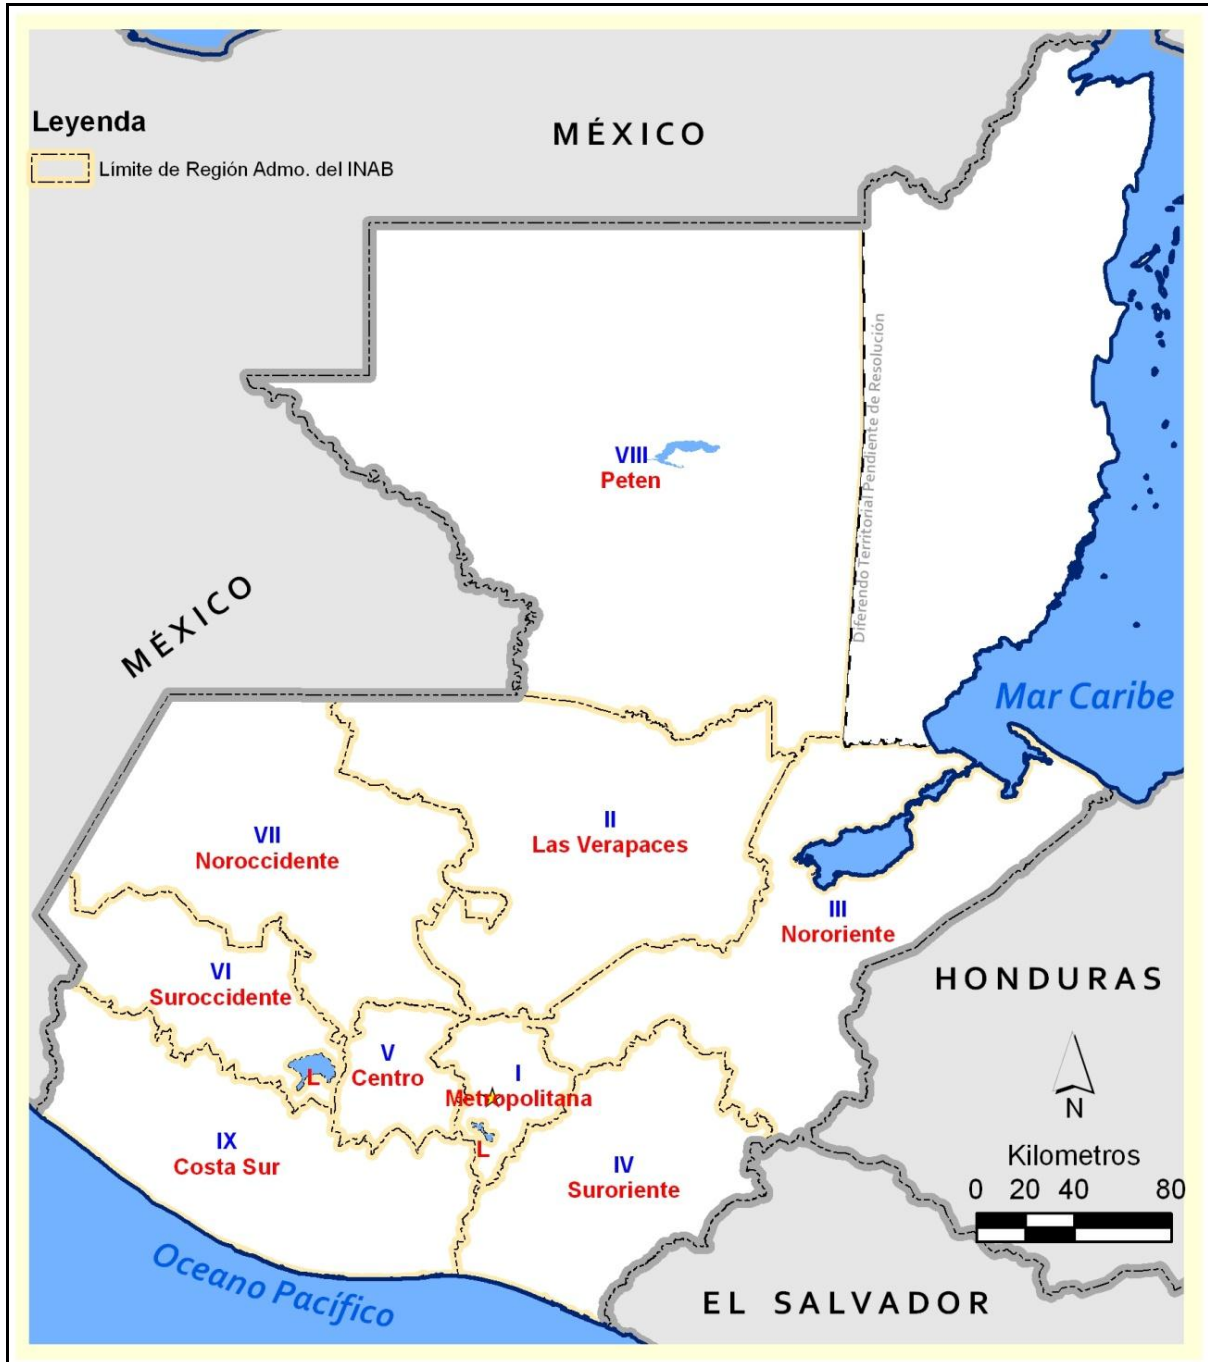 Leyenda
Límite de Región Admo. del INAB
MÉXICO
Diferendo Territorial Pendiente de Resolución
VIII
Peten
MÉXICO
Mar Caribe
II
Las Verapaces
VII
Noroccidente
III
Nororiente
VI
Suroccidente
HONDURAS
V
Centro
I
Metropolitana
L
L
N
IX
Costa Sur
IV
Suroriente
Kilometros
0 20 40 80
Oceano Pacífico
EL SALVADOR